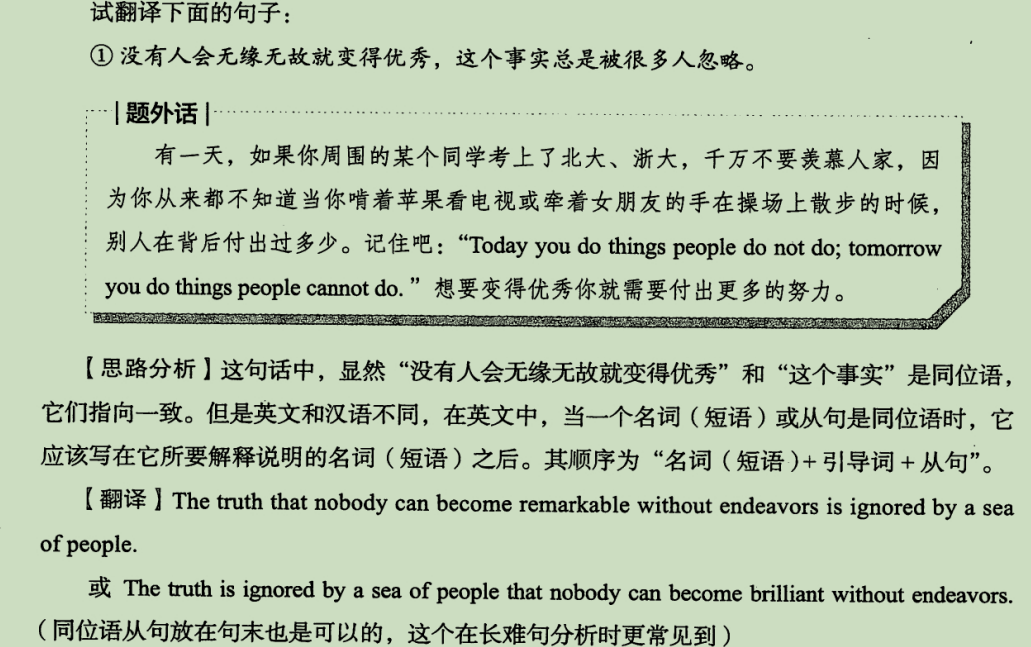 试翻译下面的句子：
①没有人会无缘无故就变得优秀，这个事实总是被很多人忽略。
题外话
有一天，如果你周围的某个同学考上了北大、浙大，千万不要羡慕人家，因
为你从来都不知道当你啃着苹果看电视或牵着女朋友的手在操场上散步的时候，
别人在背后付出过多少。记住吧：“Today you do things people do not do; tomorrow
you do things people cannot do. ”想要变得优秀你就需要付出更多的努力。
【思路分析】这句话中，显然“没有人会无缘无故就变得优秀”和“这个事实”是同位语，
它们指向一致。但是英文和汉语不同，在英文中，当一个名词（短语）或从句是同位语时，它
应该写在它所要解释说明的名词（短语）之后。其顺序为“名词（短语）+ 引导词 + 从句”。
【翻译】The truth that nobody can become remarkable without endeavors is ignored by a sea
of people.
或 The truth is ignored by a sea of people that nobody can become brilliant without endeavors.
（同位语从句放在句末也是可以的，这个在长难句分析时更常见到）